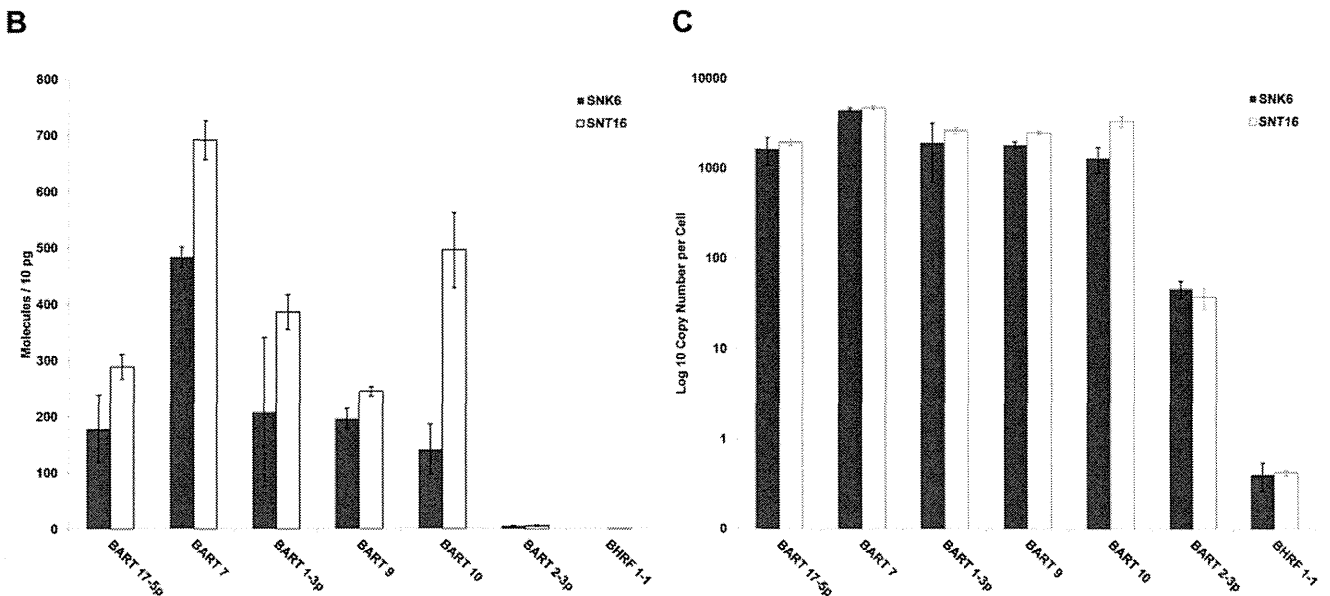 B
800
700
600
500
400
300
200
100
0
Molecules / 10 pg
SNK6
SNT16
BART 17-5p
BART 7
BART 1-3p
BART 9
BART 10
BART 2-3p
BHRF 1-1
C
10000
1000
100
10
1
0
Log 10 Copy Number per Cell
SNK6
SNT16
BART 17-5p
BART 7
BART 1-3p
BART 9
BART 10
BART 2-3p
BHRF 1-1